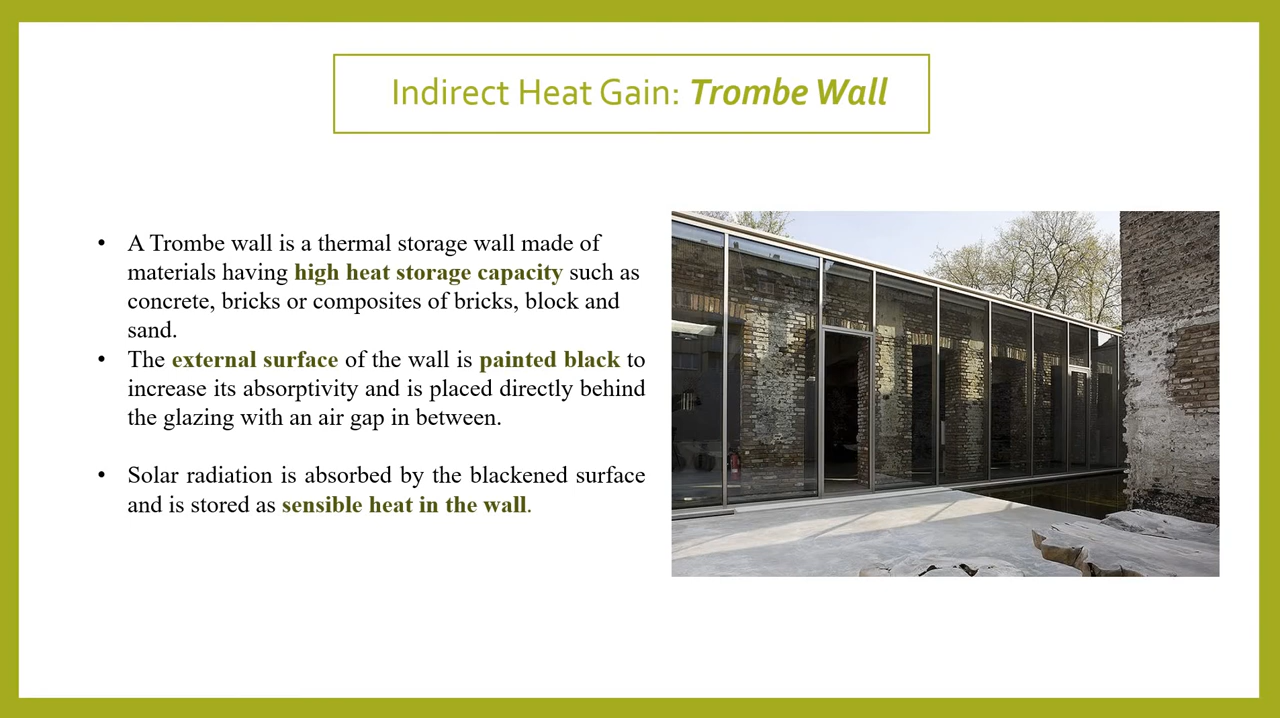 Indirect Heat Gain: Trombe Wall
• A Trombe wall is a thermal storage wall made of
materials having high heat storage capacity such as
concrete, bricks or composites of bricks, block and
sand.
• The external surface of the wall is painted black to
increase its absorptivity and is placed directly behind
the glazing with an air gap in between.
• Solar radiation is absorbed by the blackened surface
and is stored as sensible heat in the wall.